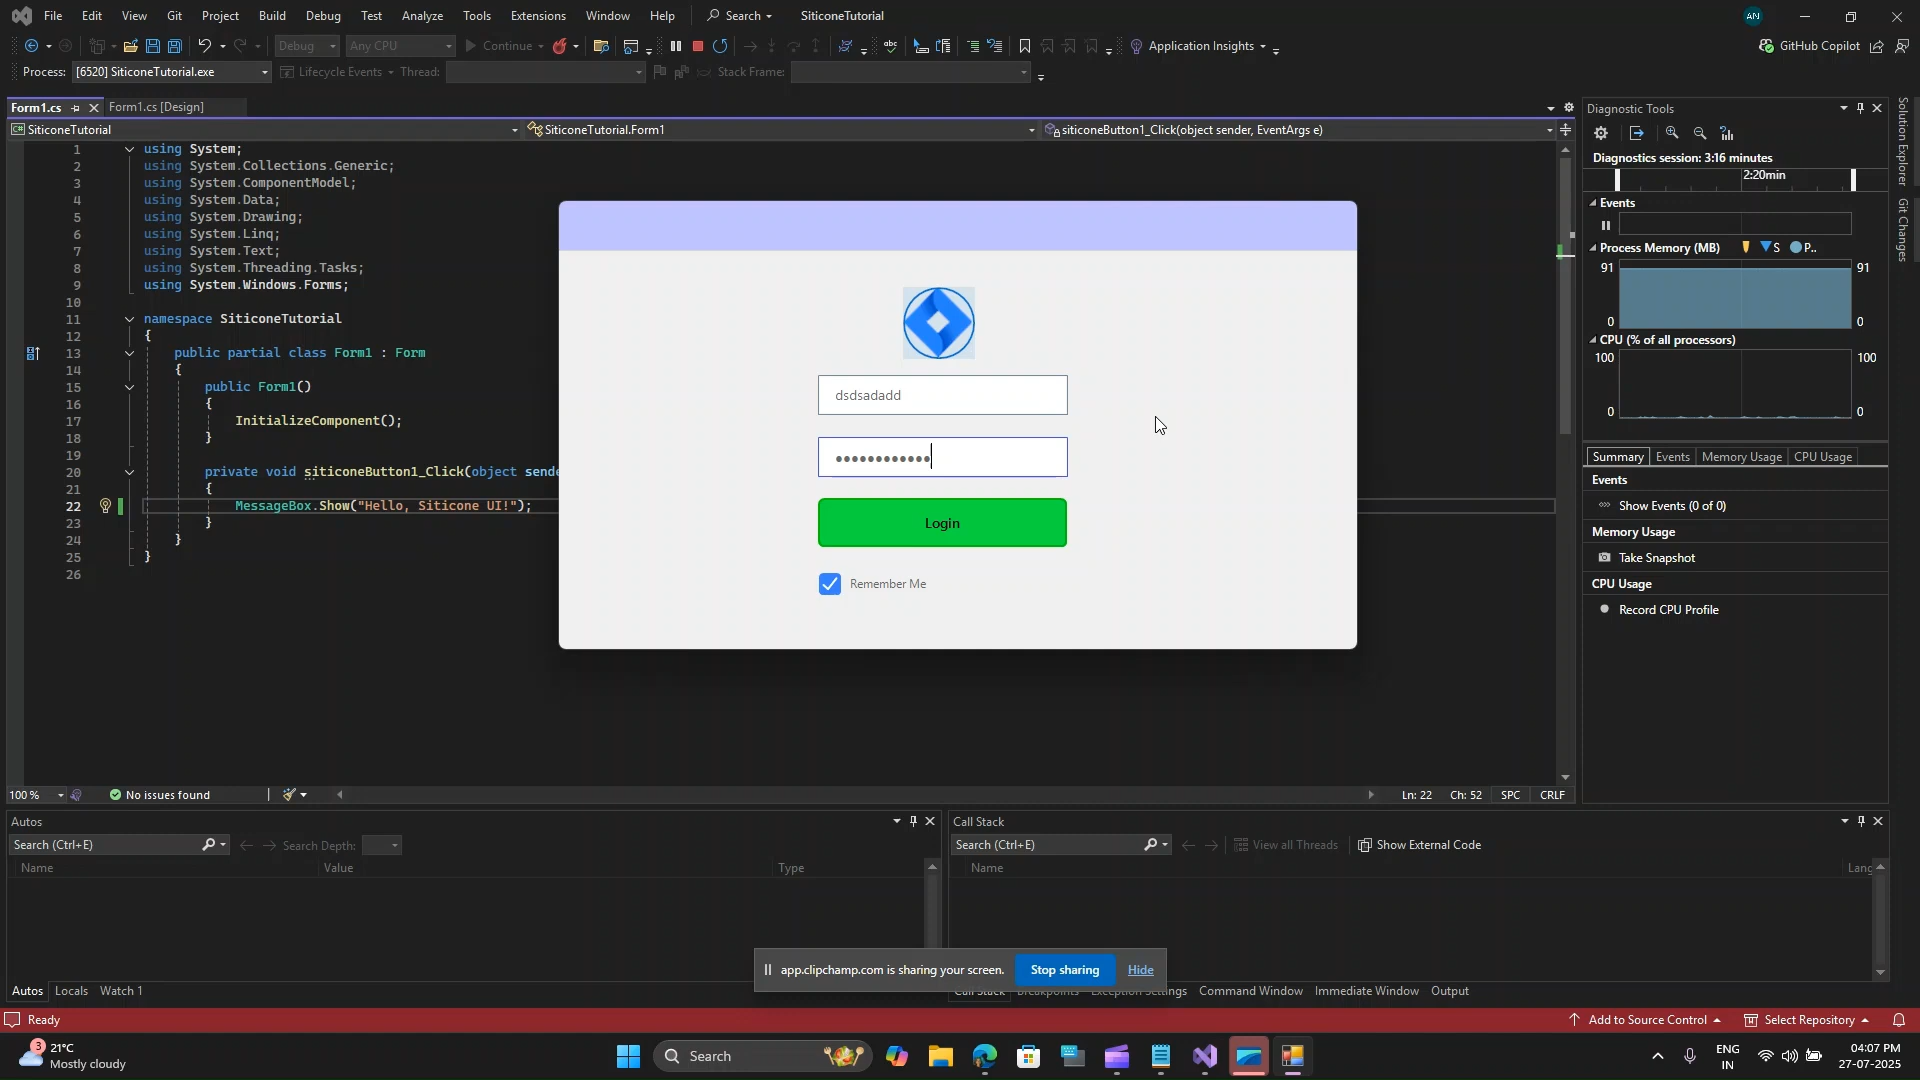 File Edit View Git Project Build Debug Test Analyze Tools Extensions Window Help Search SiticoneTutorial AN
Debug Any CPU Continue Application Insights GitHub Copilot
Process: [6520] SiticoneTutorial.exe Lifecycle Events Thread: Stack Frame:
Form1.cs Form1.cs [Design]
SiticoneTutorial SiticoneTutorial.Form1 siticoneButton1_Click(object sender, EventArgs e)
1 using System;
2 using System.Collections.Generic;
3 using System.ComponentModel;
4 using System.Data;
5 using System.Drawing;
6 using System.Linq;
7 using System.Text;
8 using System.Threading.Tasks;
9 using System.Windows.Forms;
10
11 namespace SiticoneTutorial
12 {
13 public partial class Form1 : Form
14 {
15 public Form1()
16 {
17 InitializeComponent();
18 }
19
20 private void siticoneButton1_Click(object sende
21 {
22 MessageBox.Show("Hello, Siticone UI!");
23 }
24 }
25 }
26
dsdsadadd
••••••••••••
Login
Remember Me
Diagnostic Tools
Diagnostics session: 3:16 minutes
2:20min
Events
Process Memory (MB) S P..
91 91
0 0
CPU (% of all processors)
100 100
0 0
Summary Events Memory Usage CPU Usage
Events
Show Events (0 of 0)
Memory Usage
Take Snapshot
CPU Usage
Record CPU Profile
Solution Explorer
Git Changes
100 % No issues found Ln: 22 Ch: 52 SPC CRLF
Autos
Search (Ctrl+E) Search Depth:
Name Value Type
Autos Locals Watch 1
Call Stack
Search (Ctrl+E) View all Threads Show External Code
Name Lang
app.clipchamp.com is sharing your screen. Stop sharing Hide
Call Stack Breakpoints Exception Settings Command Window Immediate Window Output
Ready Add to Source Control Select Repository
3 21°C
Mostly cloudy
Search
ENG
IN
04:07 PM
27-07-2025